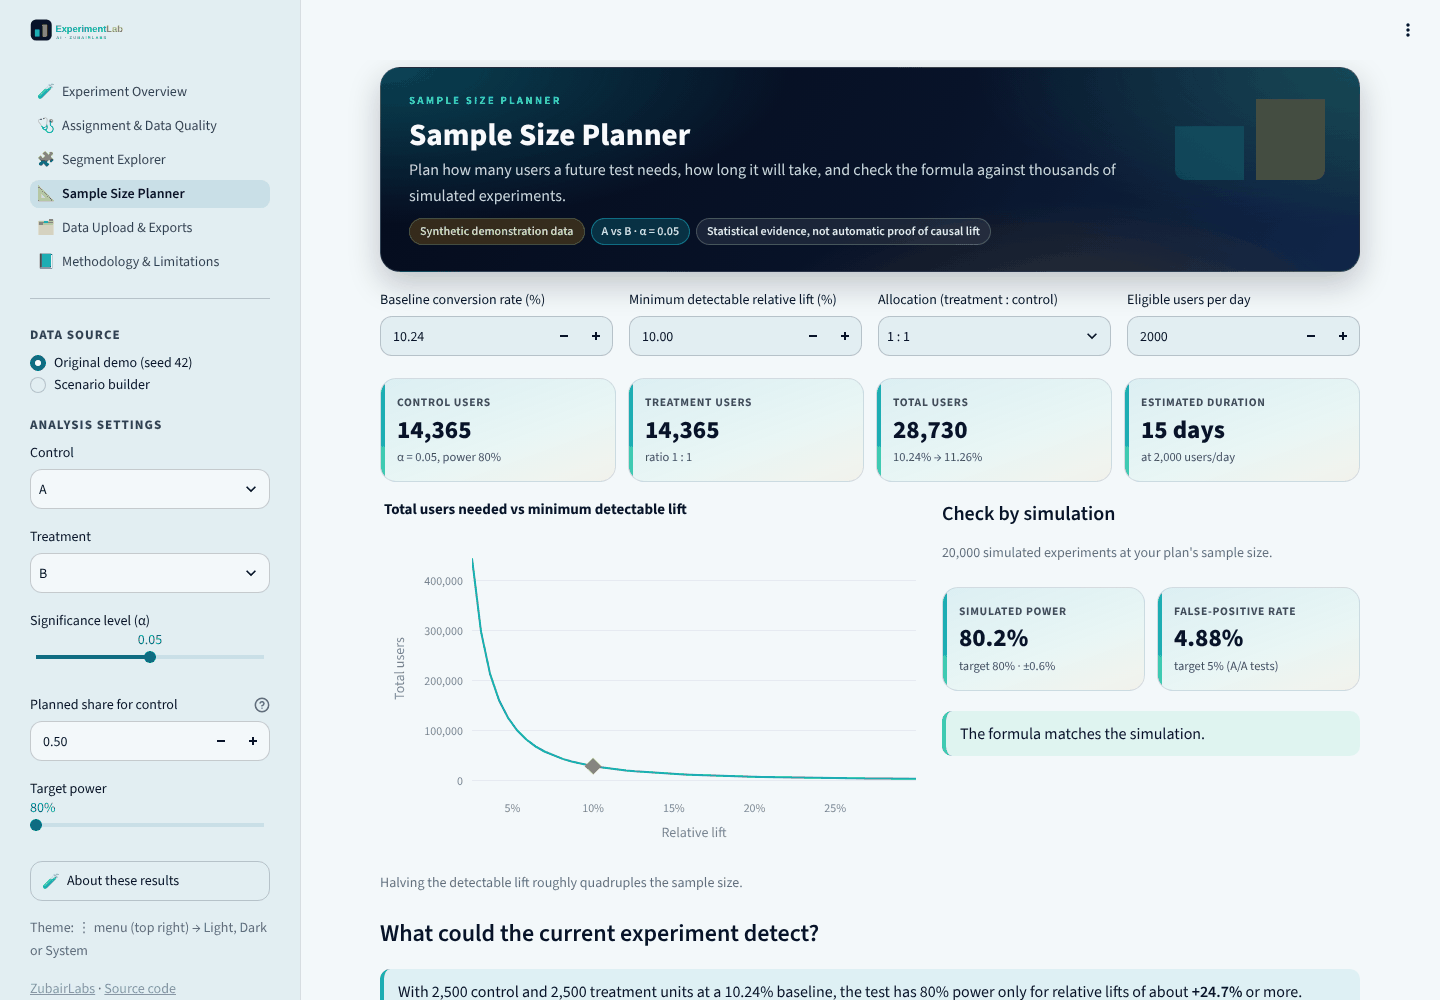 ExperimentLab
AI · ZUBAIRLABS
Experiment Overview
Assignment & Data Quality
Segment Explorer
Sample Size Planner
Data Upload & Exports
Methodology & Limitations
DATA SOURCE
Original demo (seed 42)
Scenario builder
ANALYSIS SETTINGS
Control
A
Treatment
B
Significance level (α)
0.05
Planned share for control
0.50
Target power
80%
About these results
Theme: ⋮ menu (top right) → Light, Dark
or System
ZubairLabs · Source code
SAMPLE SIZE PLANNER
Sample Size Planner
Plan how many users a future test needs, how long it will take, and check the formula against thousands of
simulated experiments.
Synthetic demonstration data
A vs B · α = 0.05
Statistical evidence, not automatic proof of causal lift
Baseline conversion rate (%)
Minimum detectable relative lift (%)
Allocation (treatment : control)
Eligible users per day
10.24
10.00
1 : 1
2000
CONTROL USERS
14,365
α = 0.05, power 80%
TREATMENT USERS
14,365
ratio 1 : 1
TOTAL USERS
28,730
10.24% → 11.26%
ESTIMATED DURATION
15 days
at 2,000 users/day
Total users needed vs minimum detectable lift
Total users
400,000
300,000
200,000
100,000
0
5%
10%
15%
20%
25%
Relative lift
Halving the detectable lift roughly quadruples the sample size.
Check by simulation
20,000 simulated experiments at your plan's sample size.
SIMULATED POWER
80.2%
target 80% · ±0.6%
FALSE-POSITIVE RATE
4.88%
target 5% (A/A tests)
The formula matches the simulation.
What could the current experiment detect?
With 2,500 control and 2,500 treatment units at a 10.24% baseline, the test has 80% power only for relative lifts of about +24.7% or more.